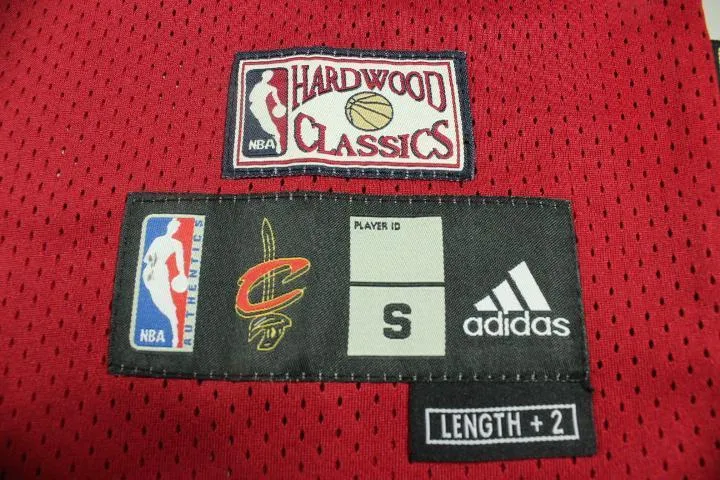 HARDWOOD
CLASSICS
NBA
NBA
AUTHENTICS
C
PLAYER ID
S
adidas
LENGTH + 2